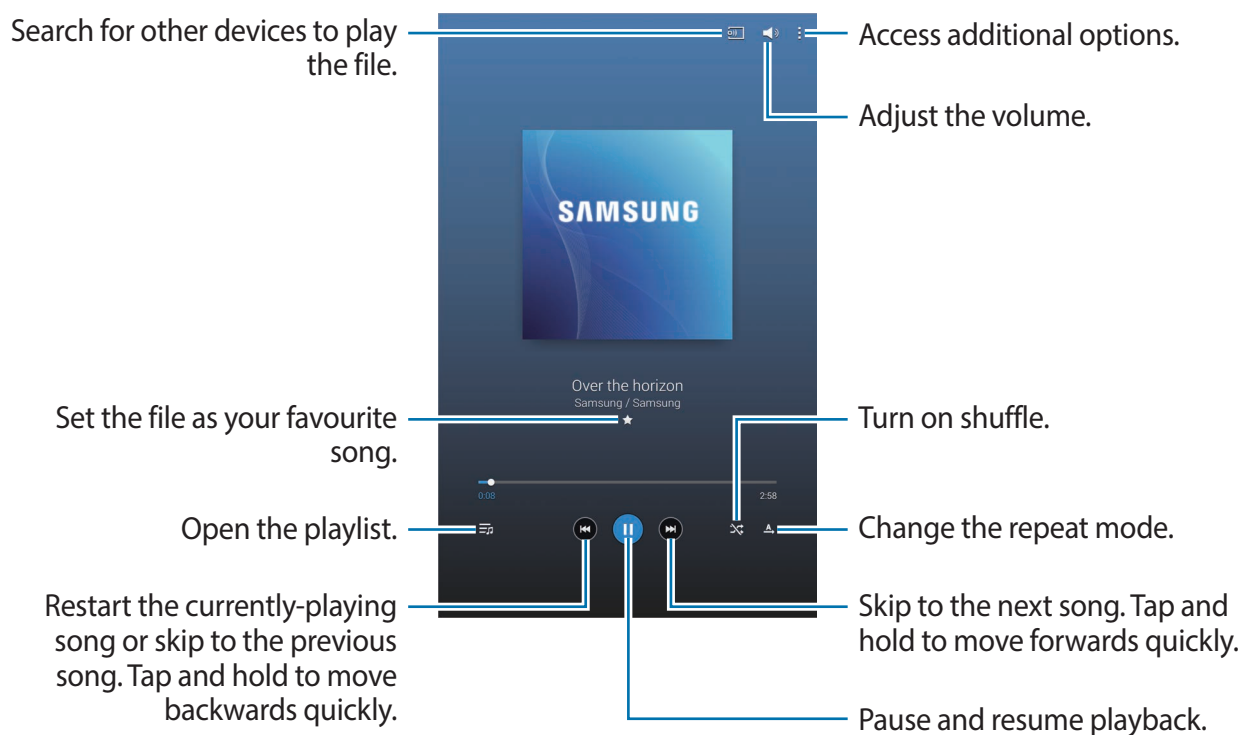 Search for other devices to play
the file.
Access additional options.
Adjust the volume.
SAMSUNG
Over the horizon
Samsung / Samsung
Set the file as your favourite
song.
Turn on shuffle.
0:08
2:58
Open the playlist.
Change the repeat mode.
Restart the currently-playing
song or skip to the previous
song. Tap and hold to move
backwards quickly.
Skip to the next song. Tap and
hold to move forwards quickly.
Pause and resume playback.